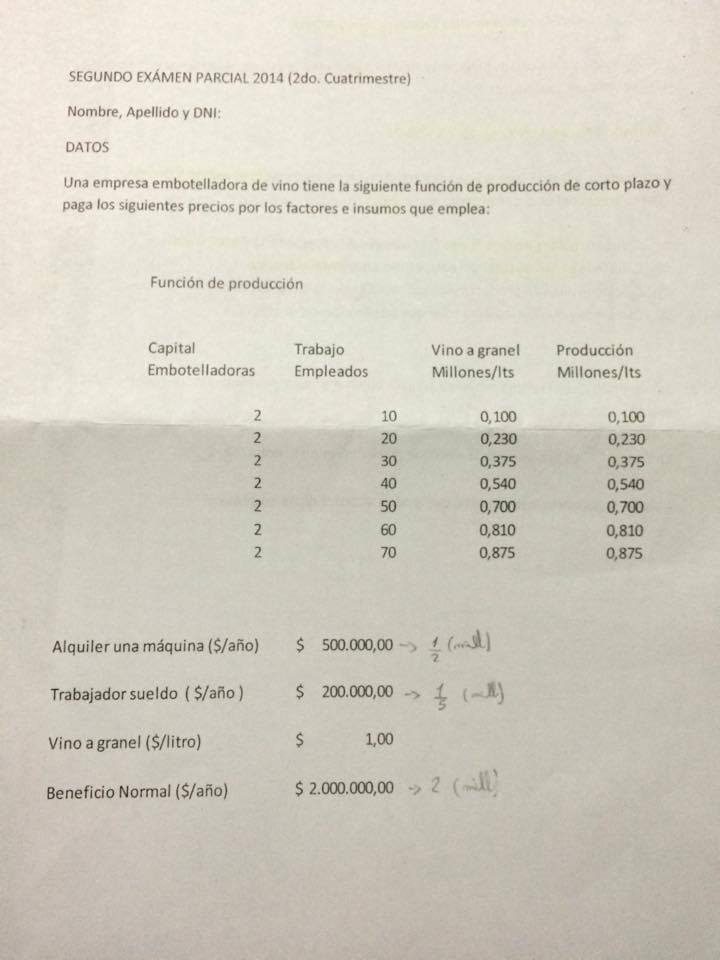 SEGUNDO EXÁMEN PARCIAL 2014 (2do. Cuatrimestre)
Nombre, Apellido y DNI:
DATOS
Una empresa embotelladora de vino tiene la siguiente función de producción de corto plazo y
paga los siguientes precios por los factores e insumos que emplea:
Función de producción
Capital Trabajo Vino a granel Producción
Embotelladoras Empleados Millones/lts Millones/lts
2 10 0,100 0,100
2 20 0,230 0,230
2 30 0,375 0,375
2 40 0,540 0,540
2 50 0,700 0,700
2 60 0,810 0,810
2 70 0,875 0,875
Alquiler una máquina ($/año) $ 500.000,00 -> 1/2 (mill)
Trabajador sueldo ( $/año ) $ 200.000,00 -> 1/5 (mill)
Vino a granel ($/litro) $ 1,00
Beneficio Normal ($/año) $ 2.000.000,00 -> 2 (mill)